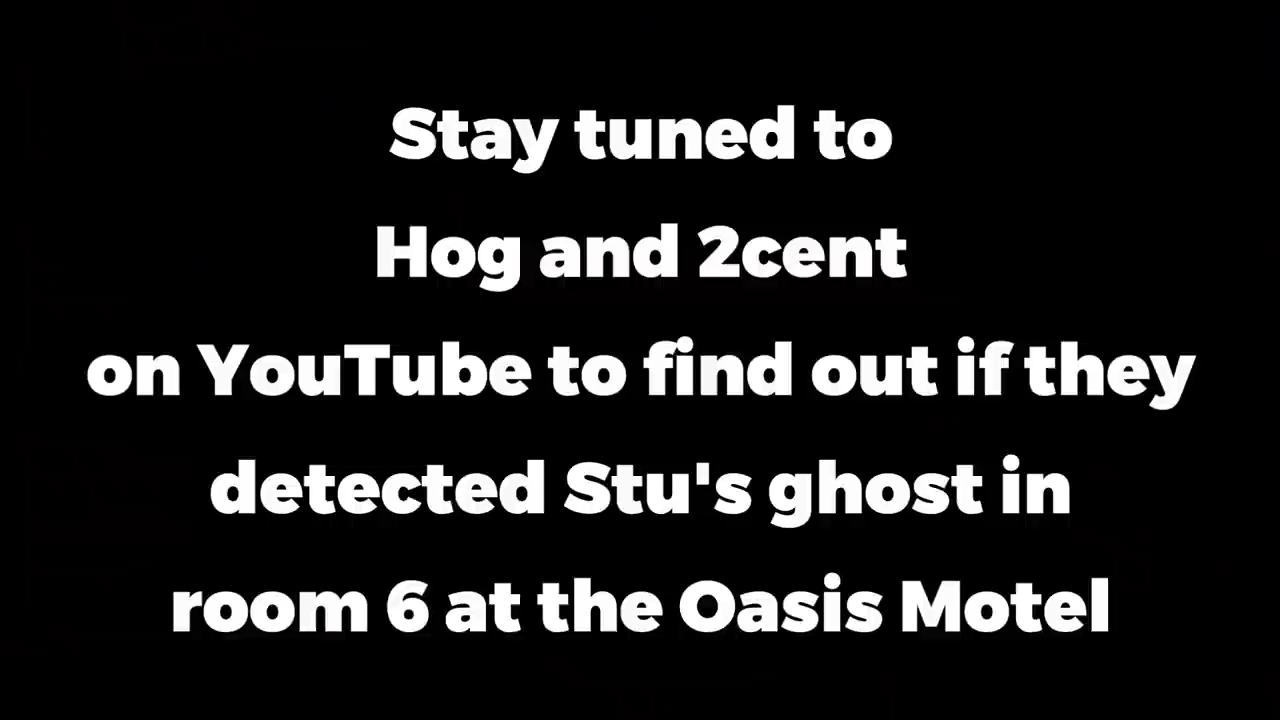 Stay tuned to
Hog and 2cent
on YouTube to find out if they
detected Stu's ghost in
room 6 at the Oasis Motel